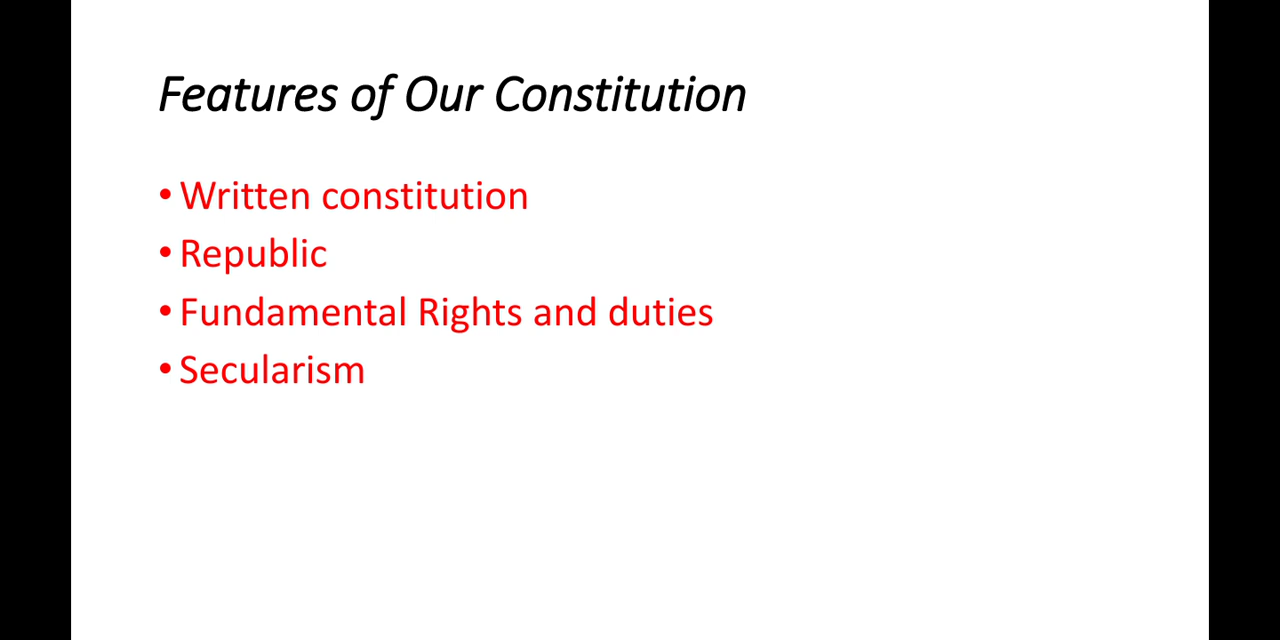 Features of Our Constitution
• Written constitution
• Republic
• Fundamental Rights and duties
• Secularism